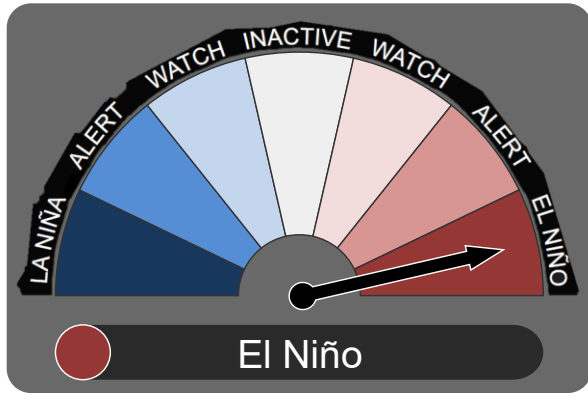 LA NIÑA
ALERT
WATCH
INACTIVE
WATCH
ALERT
EL NIÑO
El Niño